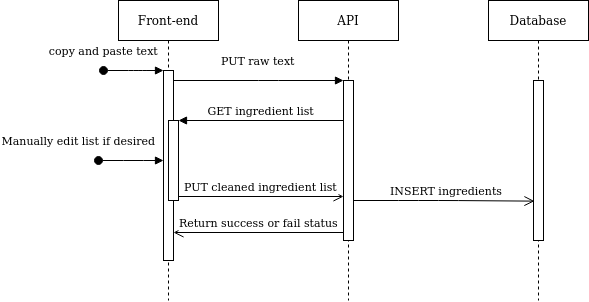 Front-end
API
Database
copy and paste text
PUT raw text
GET ingredient list
Manually edit list if desired
PUT cleaned ingredient list
INSERT ingredients
Return success or fail status